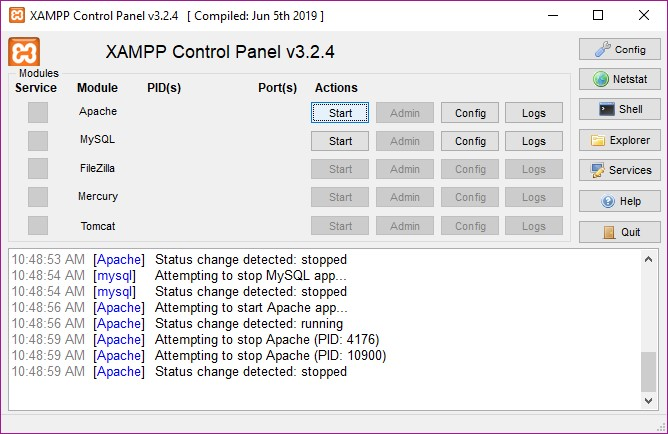 XAMPP Control Panel v3.2.4 [ Compiled: Jun 5th 2019 ]
XAMPP Control Panel v3.2.4
Config
Modules
Service Module PID(s) Port(s) Actions
Netstat
Apache Start Admin Config Logs
Shell
MySQL Start Admin Config Logs
Explorer
FileZilla Start Admin Config Logs
Services
Mercury Start Admin Config Logs
Help
Tomcat Start Admin Config Logs
Quit
10:48:53 AM [Apache] Status change detected: stopped
10:48:54 AM [mysql] Attempting to stop MySQL app...
10:48:54 AM [mysql] Status change detected: stopped
10:48:56 AM [Apache] Attempting to start Apache app...
10:48:56 AM [Apache] Status change detected: running
10:48:59 AM [Apache] Attempting to stop Apache (PID: 4176)
10:48:59 AM [Apache] Attempting to stop Apache (PID: 10900)
10:48:59 AM [Apache] Status change detected: stopped